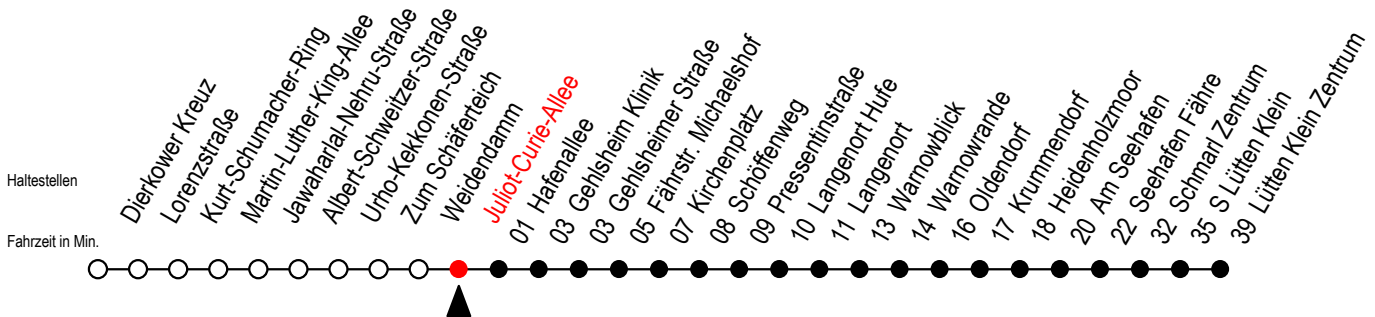 Haltestellen
Fahrzeit in Min.
Dierkower Kreuz
Lorenzstraße
Kurt-Schumacher-Ring
Martin-Luther-King-Allee
Jawaharlal-Nehru-Straße
Albert-Schweitzer-Straße
Urho-Kekkonen-Straße
Zum Schäferteich
Weidendamm
Juliot-Curie-Allee
01 Hafenallee
03 Gehlsheim Klinik
03 Gehlsheimer Straße
05 Fährstr. Michaelshof
07 Kirchenplatz
08 Schöffenweg
09 Pressentinstraße
10 Langenort Hufe
11 Langenort
13 Warnowblick
14 Warnowrande
16 Oldendorf
17 Krummendorf
18 Heidenholzmoor
20 Am Seehafen
22 Seehafen Fähre
32 Schmarl Zentrum
35 S Lütten Klein
39 Lütten Klein Zentrum